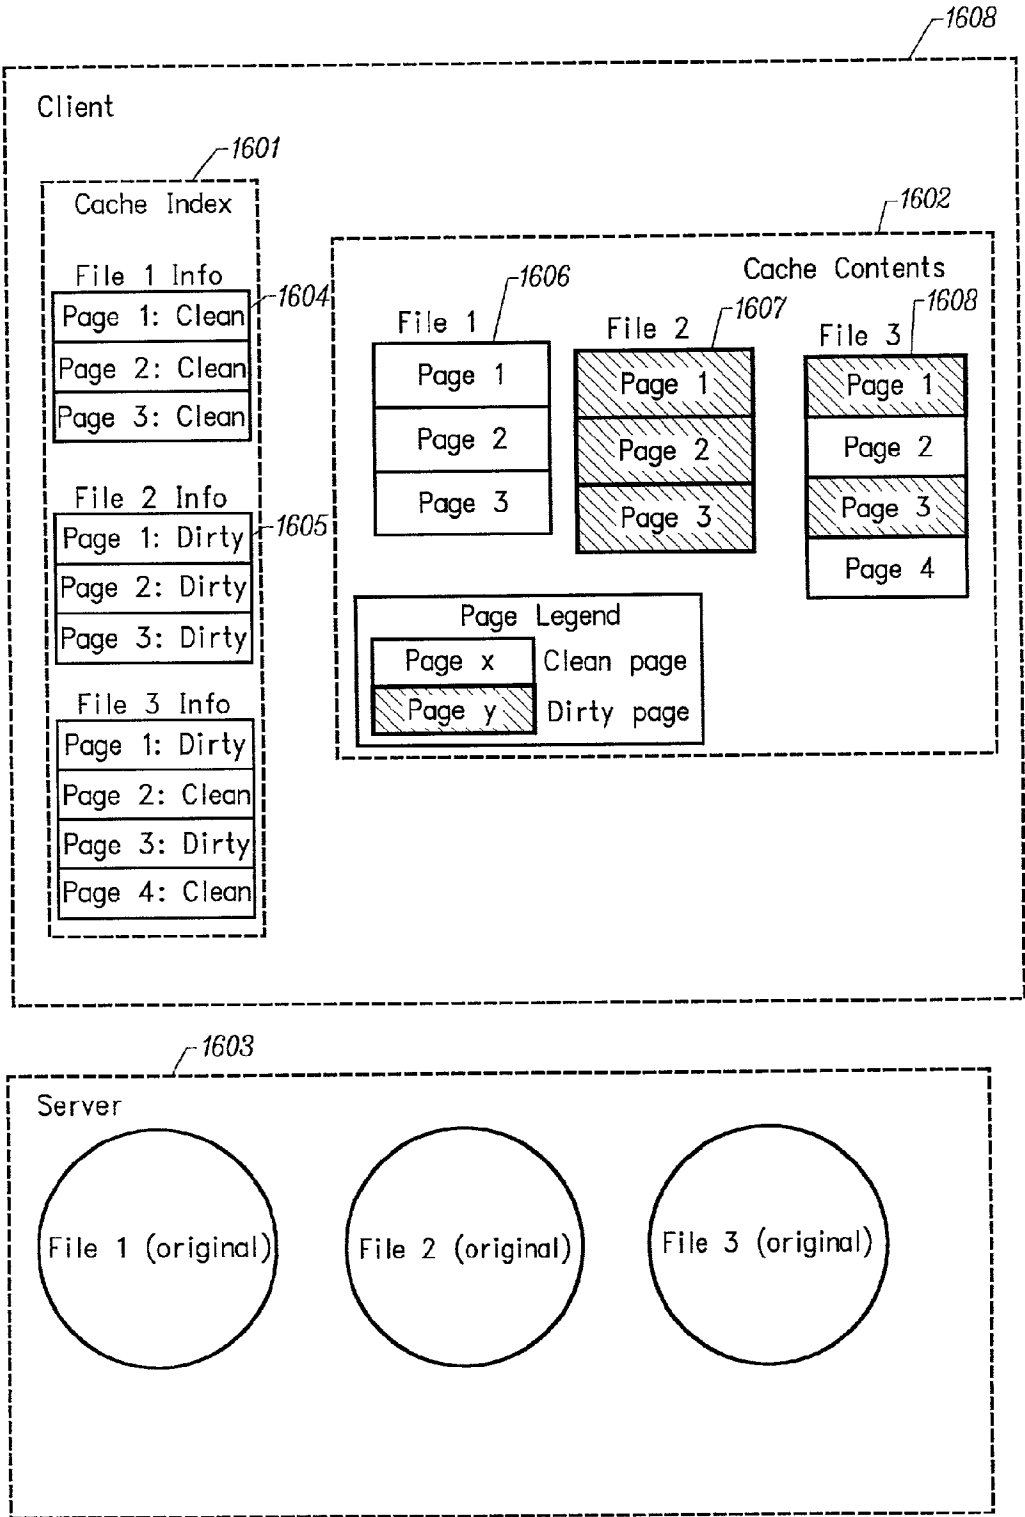 1608
Client
1601
Cache Index
File 1 Info
Page 1: Clean
1604
Page 2: Clean
Page 3: Clean
File 2 Info
Page 1: Dirty
1605
Page 2: Dirty
Page 3: Dirty
File 3 Info
Page 1: Dirty
Page 2: Clean
Page 3: Dirty
Page 4: Clean
1602
Cache Contents
1606
File 1
Page 1
Page 2
Page 3
1607
File 2
Page 1
Page 2
Page 3
1608
File 3
Page 1
Page 2
Page 3
Page 4
Page Legend
Page x Clean page
Page y Dirty page
1603
Server
File 1 (original)
File 2 (original)
File 3 (original)